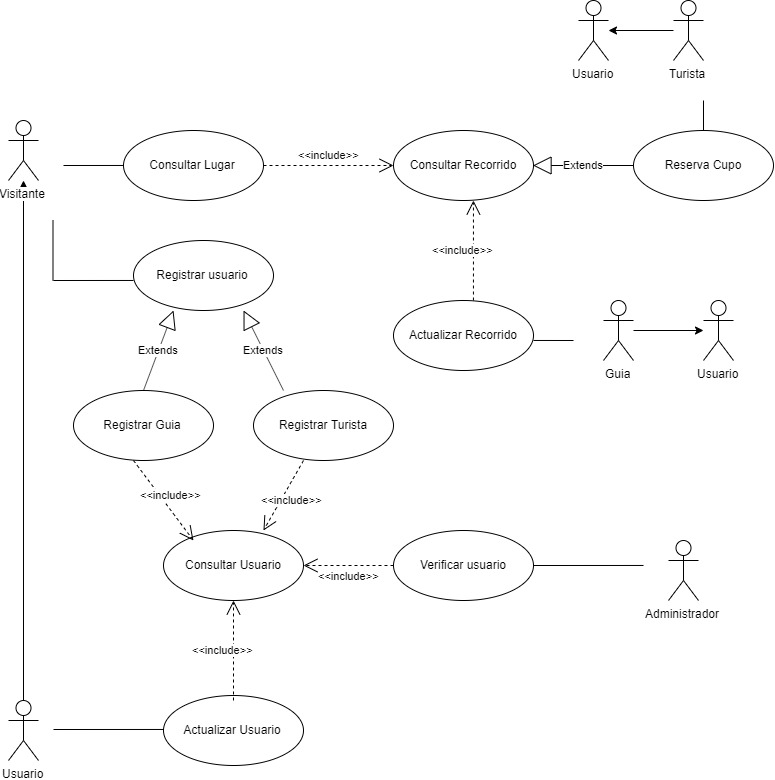 Usuario
Turista
Visitante
Consultar Lugar
<<include>>
Consultar Recorrido
Extends
Reserva Cupo
Registrar usuario
<<include>>
Extends
Extends
Actualizar Recorrido
Guia
Usuario
Registrar Guia
Registrar Turista
<<include>>
<<include>>
Consultar Usuario
<<include>>
Verificar usuario
Administrador
<<include>>
Actualizar Usuario
Usuario